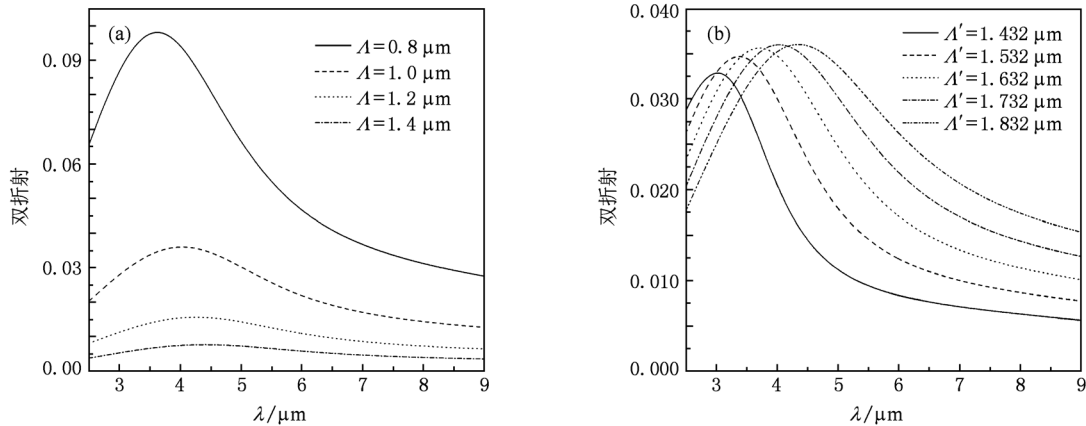 (a)
Λ=0.8 μm
Λ=1.0 μm
Λ=1.2 μm
Λ=1.4 μm
0.09
0.06
0.03
0.00
双折射
3 4 5 6 7 8 9
λ/μm
(b)
Λ′=1.432 μm
Λ′=1.532 μm
Λ′=1.632 μm
Λ′=1.732 μm
Λ′=1.832 μm
0.040
0.030
0.020
0.010
0.000
双折射
3 4 5 6 7 8 9
λ/μm